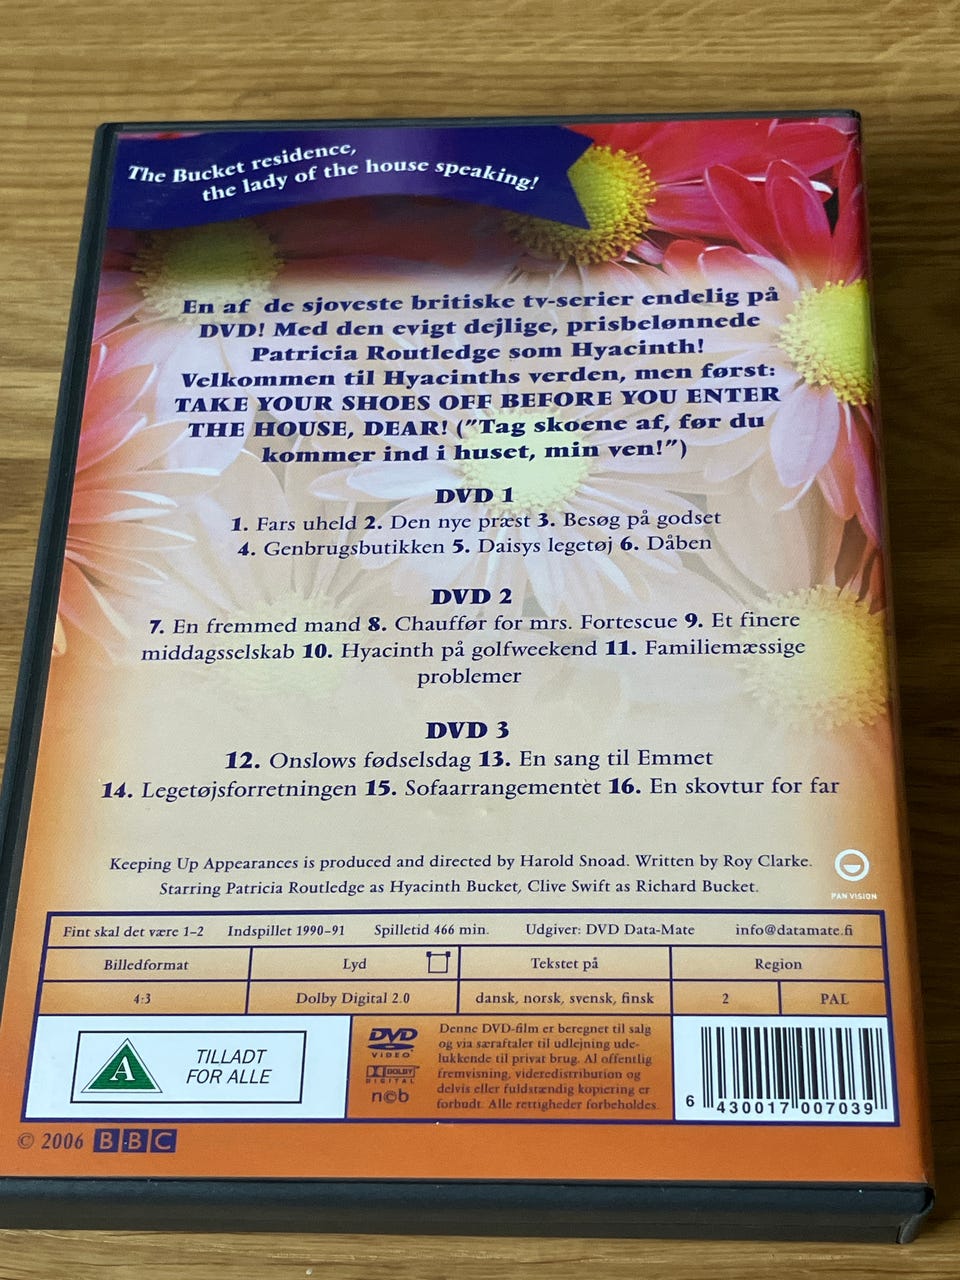 The Bucket residence,
the lady of the house speaking!
En af de sjoveste britiske tv-serier endelig på
DVD! Med den evigt dejlige, prisbelønnede
Patricia Routledge som Hyacinth!
Velkommen til Hyacinths verden, men først:
TAKE YOUR SHOES OFF BEFORE YOU ENTER
THE HOUSE, DEAR! ("Tag skoene af, før du
kommer ind i huset, min ven!")
DVD 1
1. Fars uheld 2. Den nye præst 3. Besøg på godset
4. Genbrugsbutikken 5. Daisys legetøj 6. Dåben
DVD 2
7. En fremmed mand 8. Chauffør for mrs. Fortescue 9. Et finere
middagsselskab 10. Hyacinth på golfweekend 11. Familiemæssige
problemer
DVD 3
12. Onslows fødselsdag 13. En sang til Emmet
14. Legetøjsforretningen 15. Sofaarrangementet 16. En skovtur for far
Keeping Up Appearances is produced and directed by Harold Snoad. Written by Roy Clarke.
Starring Patricia Routledge as Hyacinth Bucket, Clive Swift as Richard Bucket.
PAN VISION
Fint skal det være 1-2 Indspillet 1990-91 Spilletid 466 min. Udgiver: DVD Data-Mate info@datamate.fi
Billedformat Lyd Tekstet på Region
4:3 Dolby Digital 2.0 dansk, norsk, svensk, finsk 2 PAL
A TILLADT
FOR ALLE
DVD
VIDEO
DOLBY
DIGITAL
ncb
Denne DVD-film er beregnet til salg
og via særaftaler til udlejning ude-
lukkende til privat brug. Al offentlig
fremvisning, videredistribution og
delvis eller fuldstændig kopiering er
forbudt. Alle rettigheder forbeholdes.
6 430017 007039
© 2006 BBC